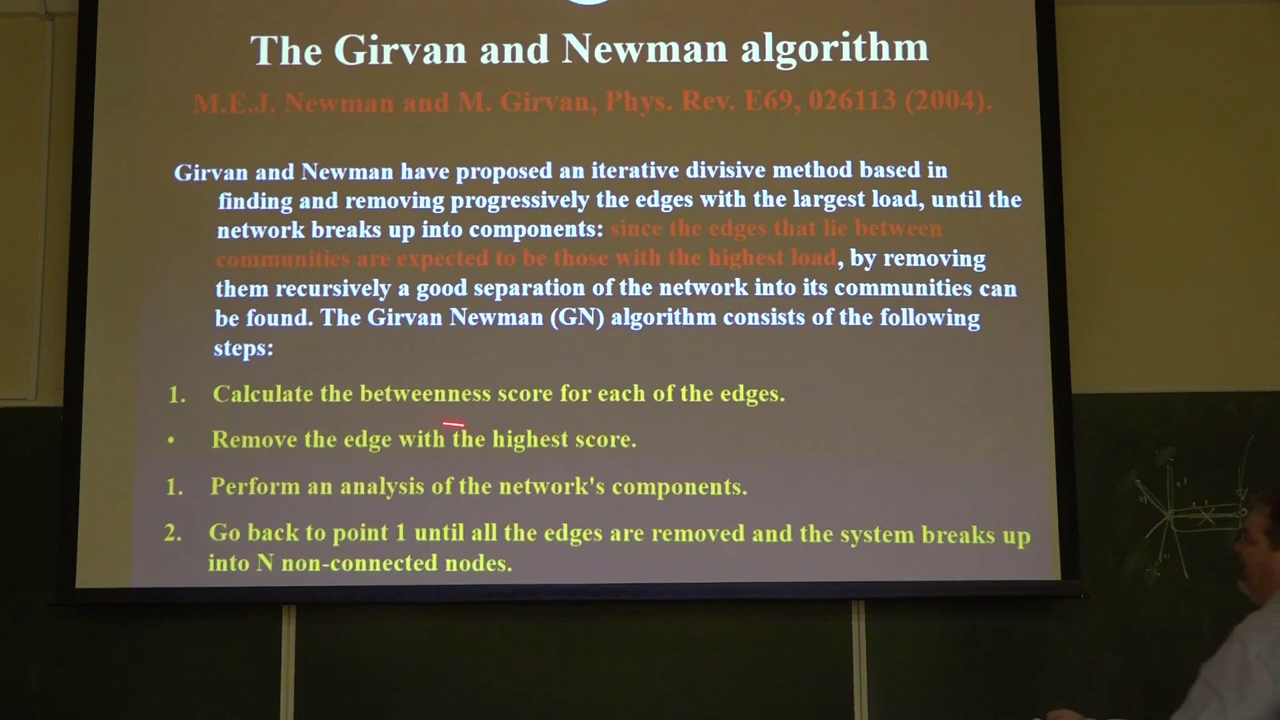 The Girvan and Newman algorithm
M.E.J. Newman and M. Girvan, Phys. Rev. E69, 026113 (2004).
Girvan and Newman have proposed an iterative divisive method based in
finding and removing progressively the edges with the largest load, until the
network breaks up into components: since the edges that lie between
communities are expected to be those with the highest load, by removing
them recursively a good separation of the network into its communities can
be found. The Girvan Newman (GN) algorithm consists of the following
steps:
1. Calculate the betweenness score for each of the edges.
• Remove the edge with the highest score.
1. Perform an analysis of the network's components.
2. Go back to point 1 until all the edges are removed and the system breaks up
into N non-connected nodes.